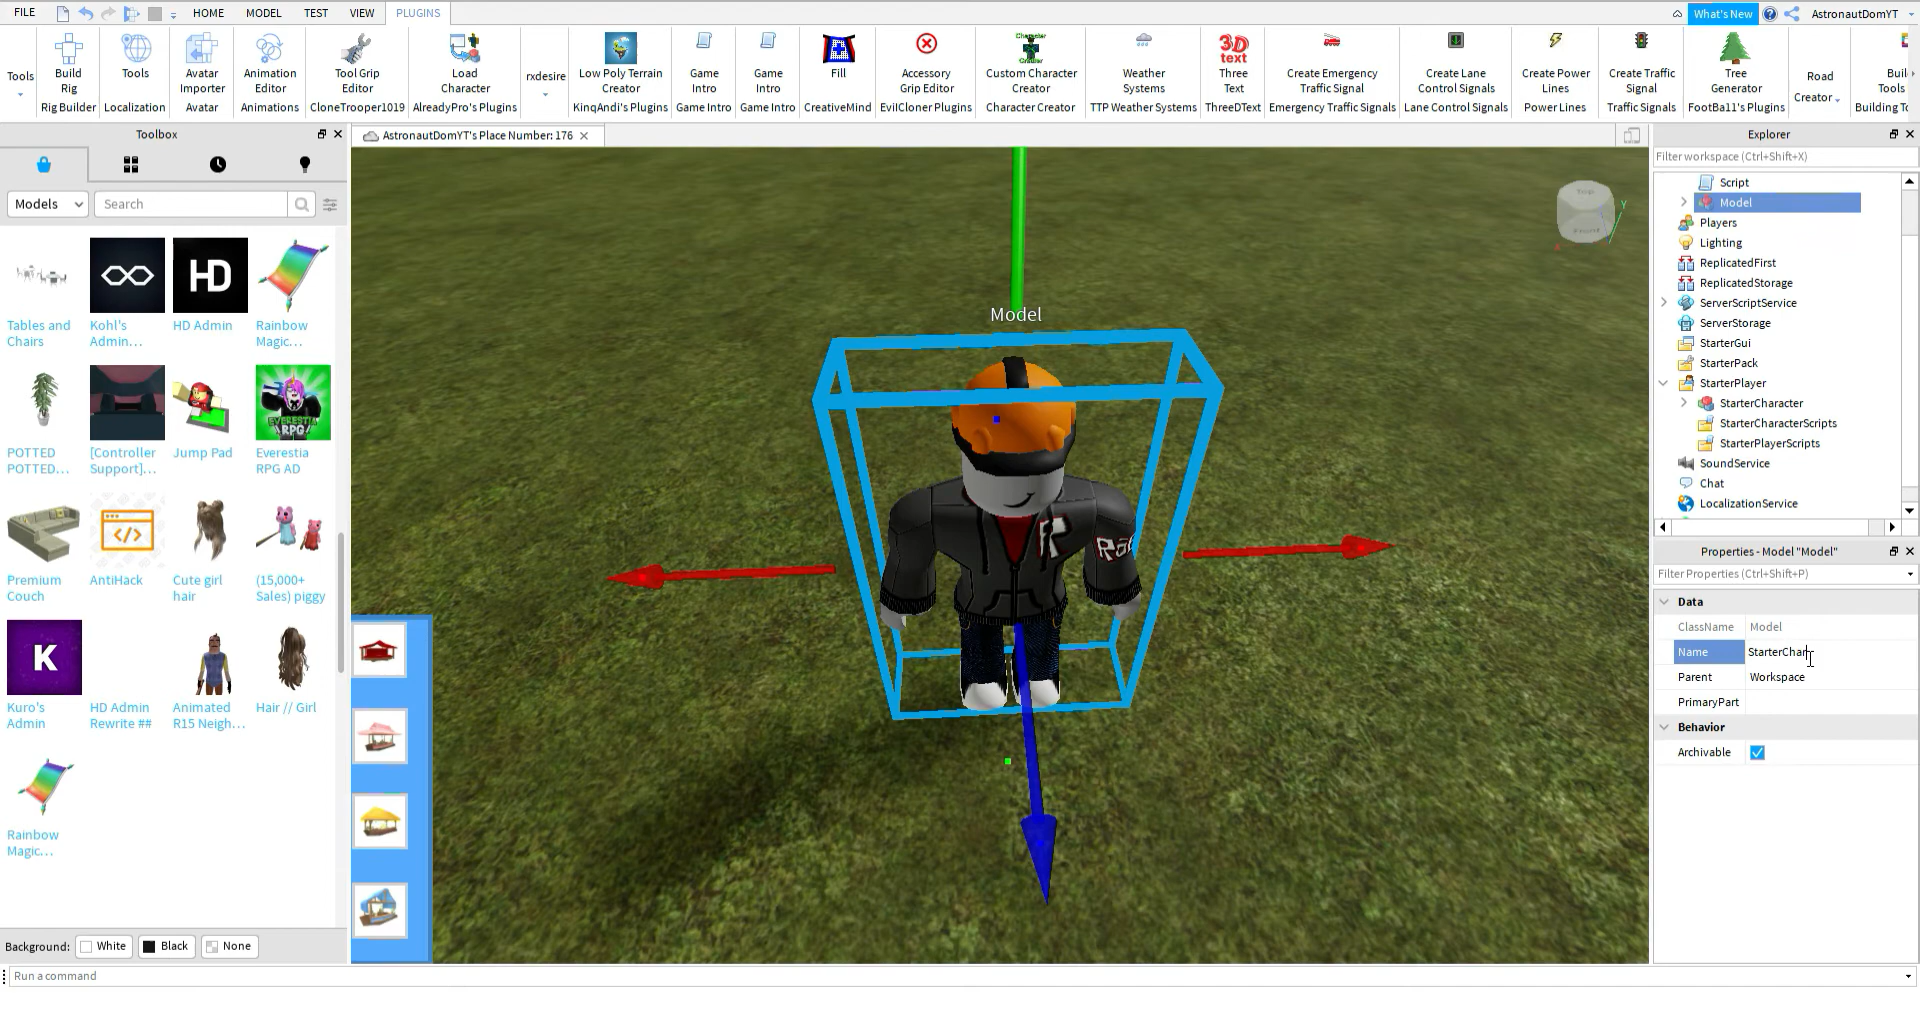 FILE HOME MODEL TEST VIEW PLUGINS What's New AstronautDomYT
Tools
Build Rig
Rig Builder
Tools
Localization
Avatar Importer
Avatar
Animation Editor
Animations
Tool Grip Editor
CloneTrooper1019
Load Character
AlreadyPro's Plugins
rxdesire
Low Poly Terrain Creator
KinqAndi's Plugins
Game Intro
Game Intro
Game Intro
Game Intro
Fill
CreativeMind
Accessory Grip Editor
EvilCloner Plugins
Character
Creator
Custom Character Creator
Character Creator
Weather Systems
TTP Weather Systems
3D text
Three Text
ThreeDText
Create Emergency Traffic Signal
Emergency Traffic Signals
Create Lane Control Signals
Lane Control Signals
Create Power Lines
Power Lines
Create Traffic Signal
Traffic Signals
Tree Generator
FootBa11's Plugins
Road Creator
Buil
Tools
Building To
Toolbox
AstronautDomYT's Place Number: 176
Models
Search
HD
Tables and Chairs
Kohl's Admin...
HD Admin
Rainbow Magic...
EVERESTIA
RPG
POTTED POTTED...
[Controller Support]...
Jump Pad
Everestia RPG AD
Premium Couch
AntiHack
Cute girl hair
(15,000+ Sales) piggy
K
Kuro's Admin
HD Admin Rewrite ##
Animated R15 Neigh...
Hair // Girl
Rainbow Magic...
Background: White Black None
Run a command
Model
R
Y
x
Explorer
Filter workspace (Ctrl+Shift+X)
Script
Model
Players
Lighting
ReplicatedFirst
ReplicatedStorage
ServerScriptService
ServerStorage
StarterGui
StarterPack
StarterPlayer
StarterCharacter
StarterCharacterScripts
StarterPlayerScripts
SoundService
Chat
LocalizationService
Properties - Model "Model"
Filter Properties (Ctrl+Shift+P)
Data
ClassName Model
Name StarterChar
Parent Workspace
PrimaryPart
Behavior
Archivable